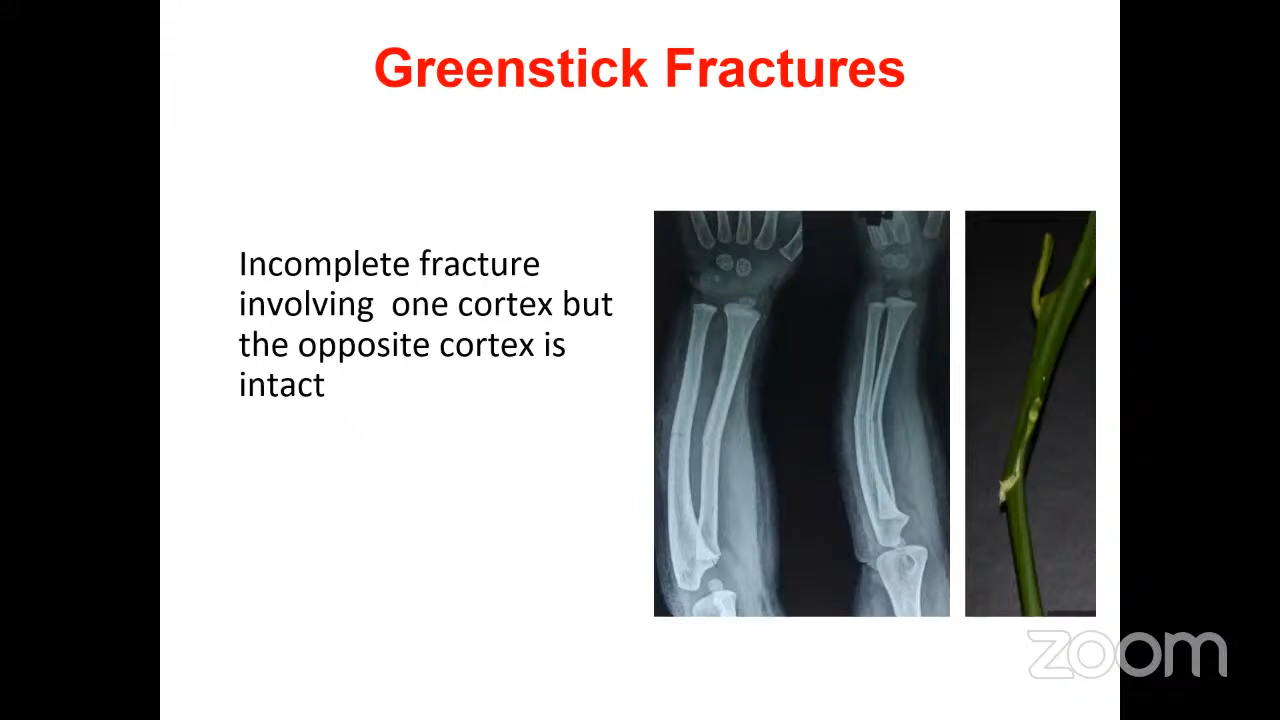 Greenstick Fractures
Incomplete fracture
involving  one cortex but
the opposite cortex is
intact
zoom